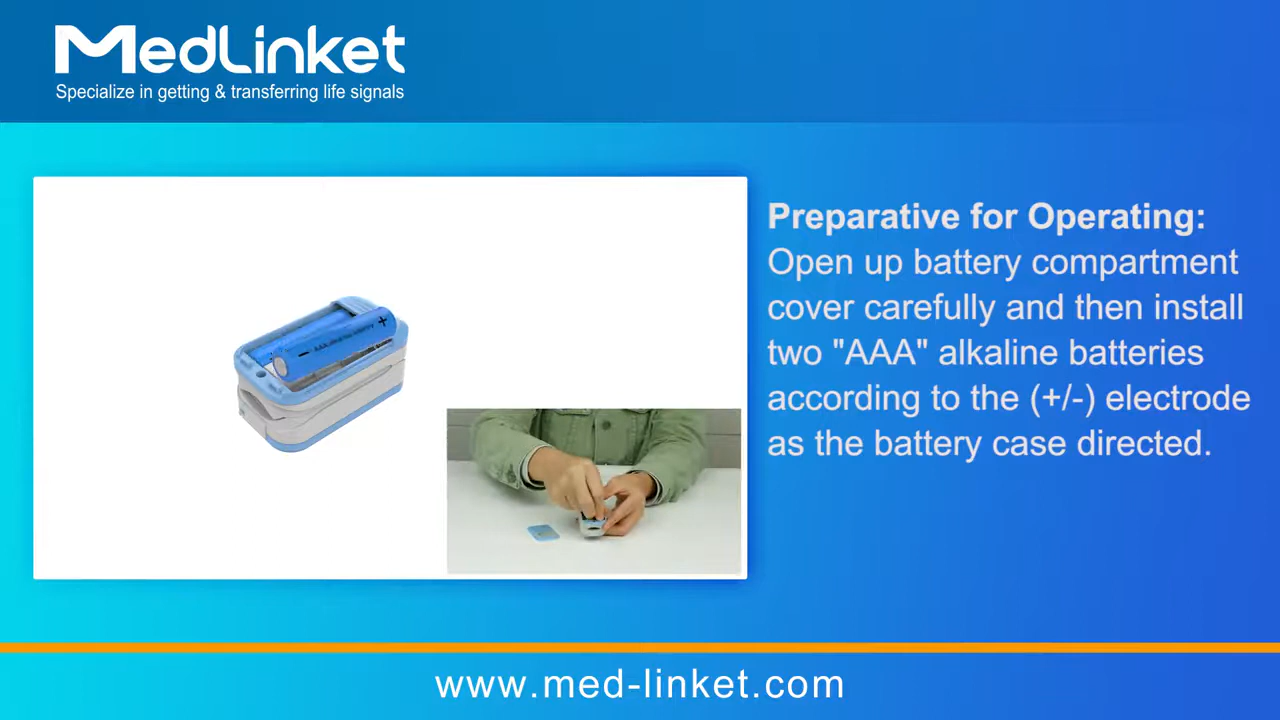 MedLinket
Specialize in getting & transferring life signals
Preparative for Operating:
Open up battery compartment
cover carefully and then install
two "AAA" alkaline batteries
according to the (+/-) electrode
as the battery case directed.
www.med-linket.com